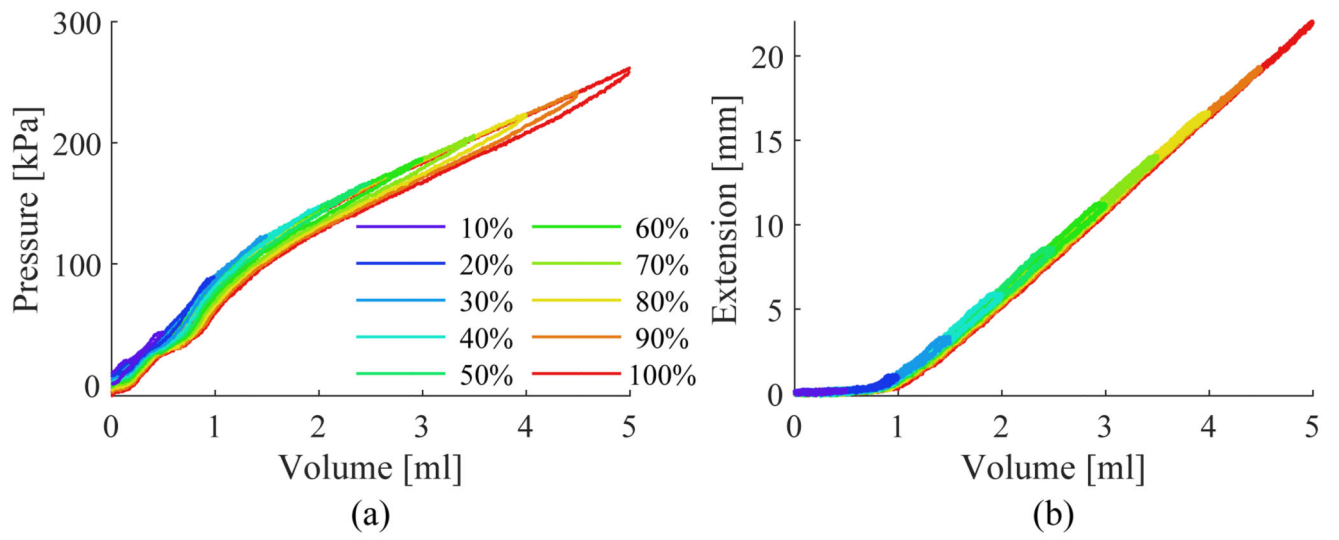 300
200
100
0
Pressure [kPa]
10% 60%
20% 70%
30% 80%
40% 90%
50% 100%
0 1 2 3 4 5
Volume [ml]
(a)
20
15
10
5
0
Extension [mm]
0 1 2 3 4 5
Volume [ml]
(b)